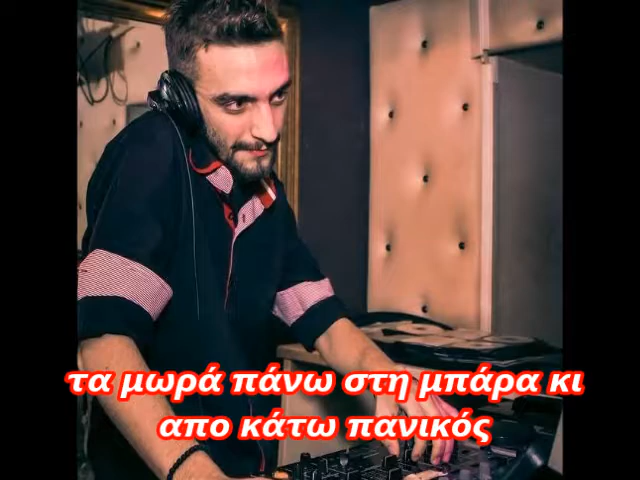 τα μωρά πάνω στη μπάρα κι
απο κάτω πανικός